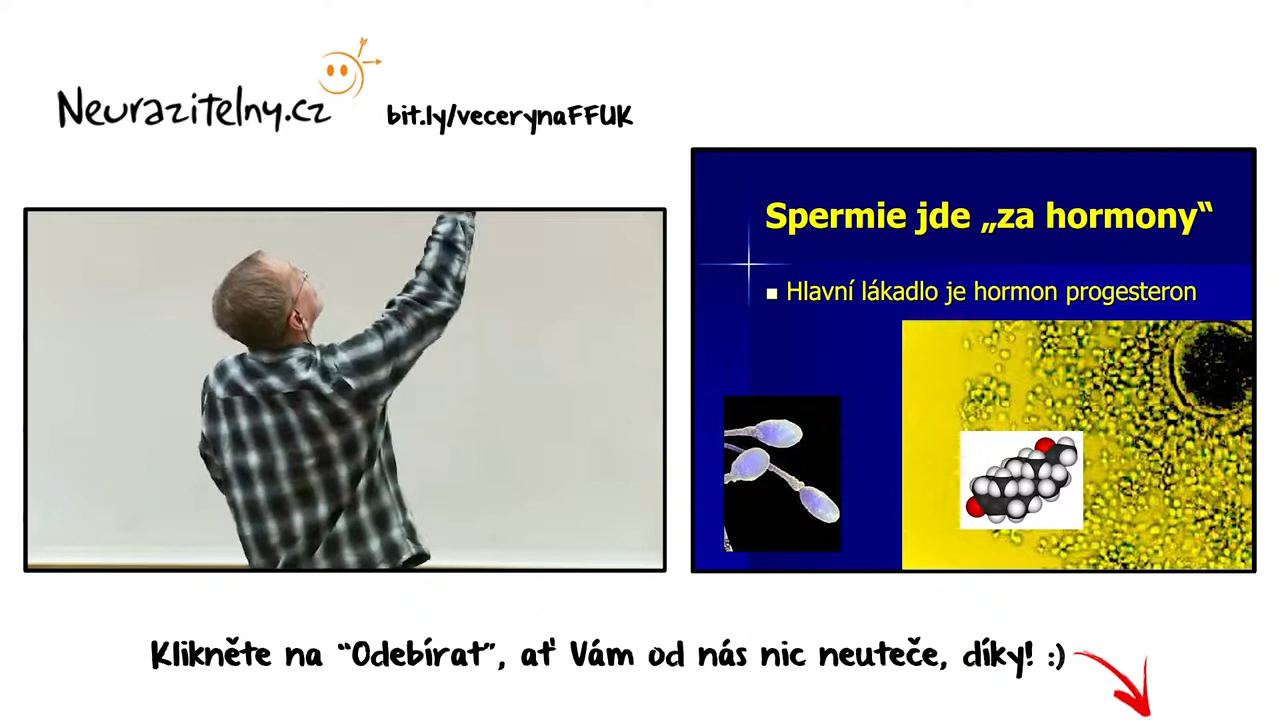 Neurazitelny.cz
bit.ly/vecerynaFFUK
Spermie jde „za hormony“
Hlavní lákadlo je hormon progesteron
Klikněte na “Odebírat”, ať Vám od nás nic neuteče, díky! :)